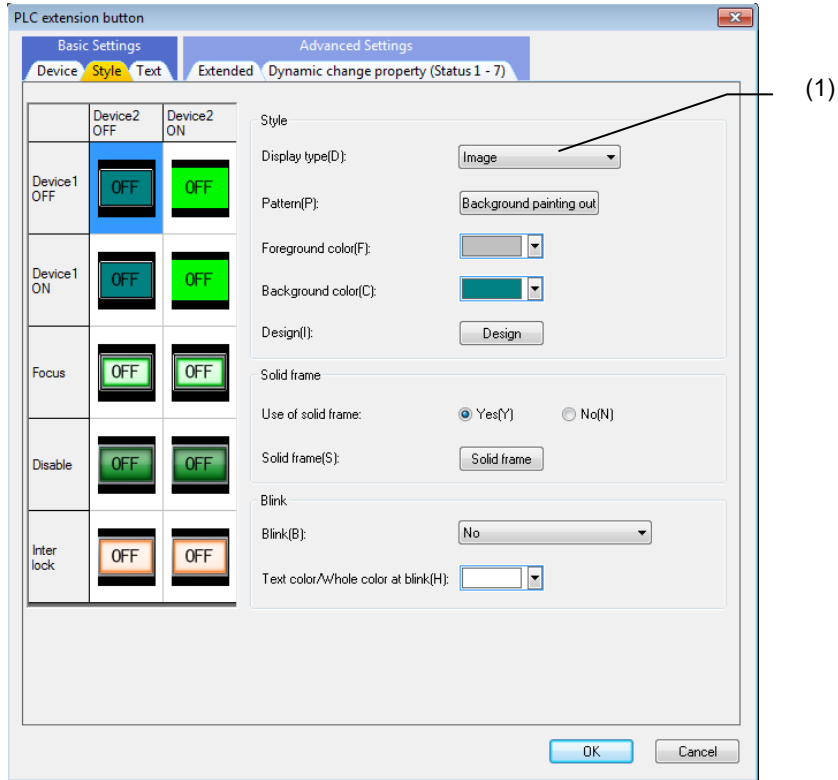 PLC extension button
Basic Settings
Advanced Settings
Device Style Text
Extended Dynamic change property (Status 1 - 7)
(1)
Device2 OFF
Device2 ON
Device1 OFF
OFF
OFF
Device1 ON
OFF
OFF
Focus
OFF
OFF
Disable
OFF
OFF
Inter lock
OFF
OFF
Style
Display type(D):
Image
Pattern(P):
Background painting out
Foreground color(F):
Background color(C):
Design(I):
Design
Solid frame
Use of solid frame:
Yes(Y)
No(N)
Solid frame(S):
Solid frame
Blink
Blink(B):
No
Text color/Whole color at blink(H):
OK
Cancel